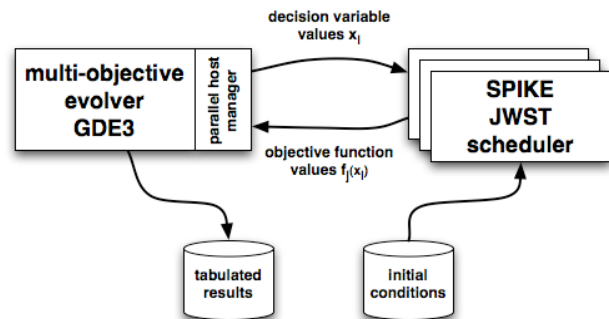 decision variable
values x_l
multi-objective
evolver
GDE3
parallel host
manager
SPIKE
JWST
scheduler
objective function
values f_j(x_l)
tabulated
results
initial
conditions